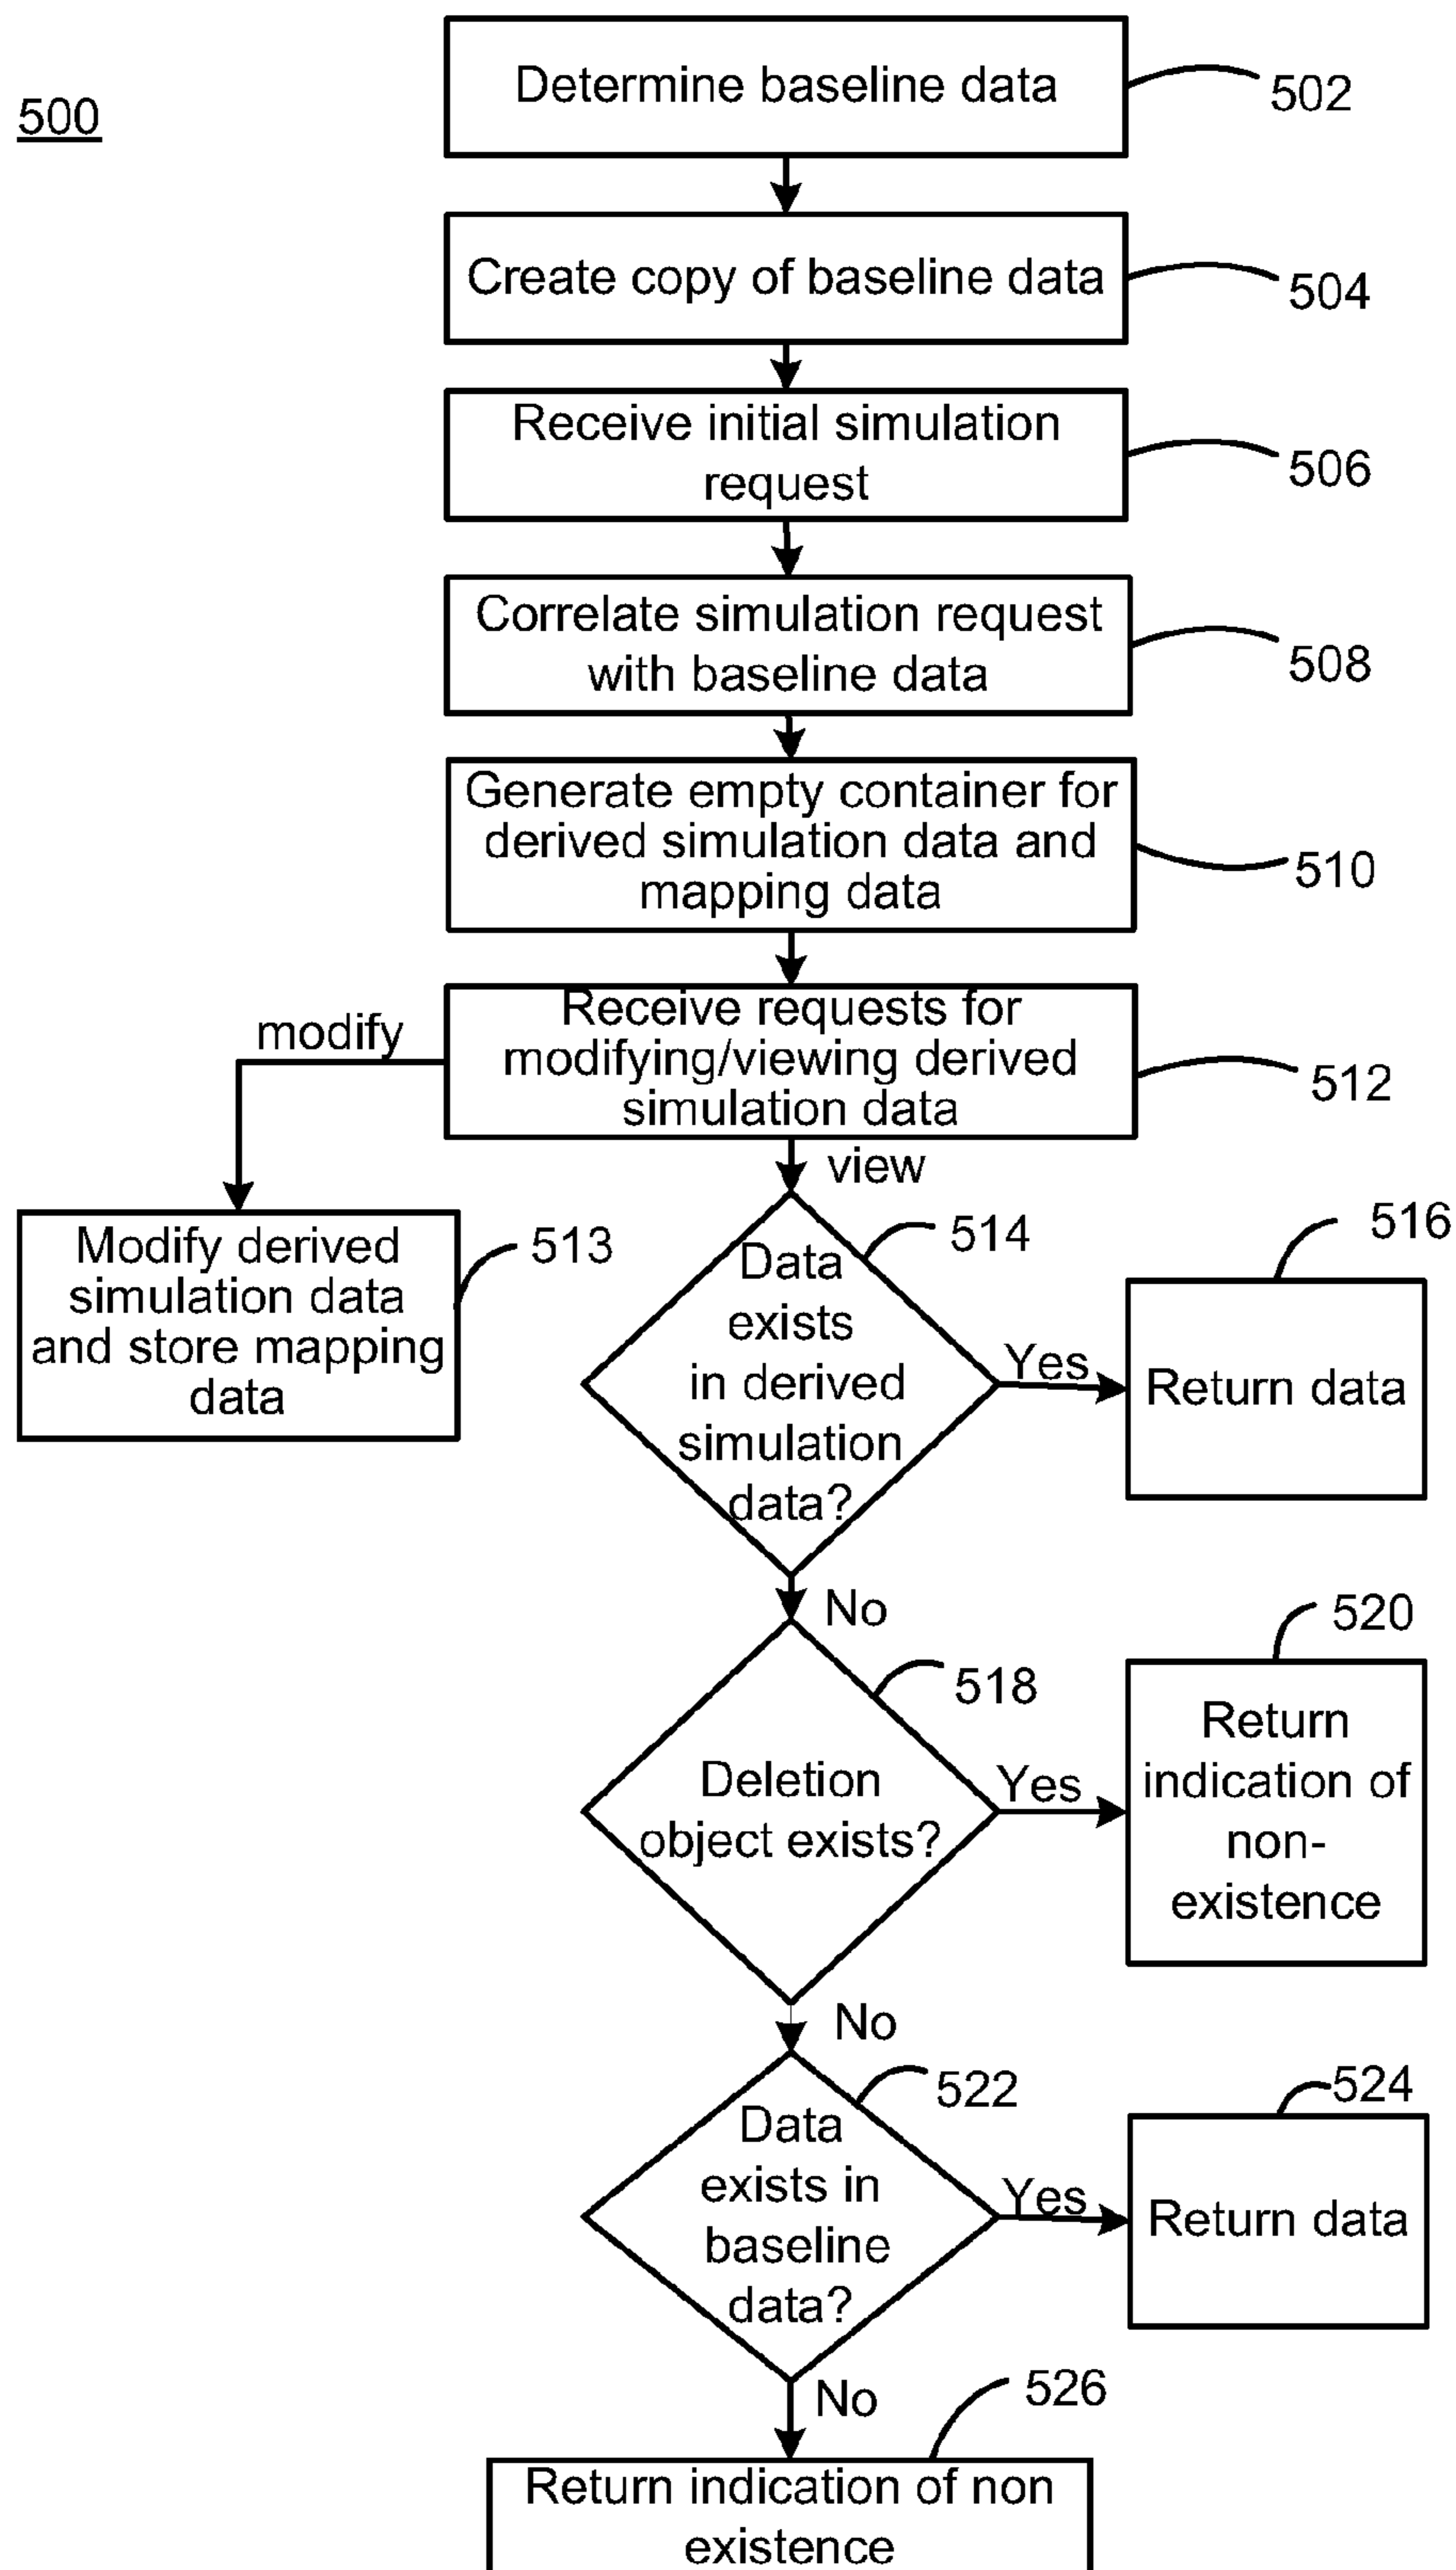 500
Determine baseline data
502
Create copy of baseline data
504
Receive initial simulation
request
506
Correlate simulation request
with baseline data
508
Generate empty container for
derived simulation data and
mapping data
510
Receive requests for
modifying/viewing derived
simulation data
512
modify
view
Modify derived
simulation data
and store mapping
data
513
Data
exists
in derived
simulation
data?
514
Yes
Return data
516
No
Deletion
object exists?
518
Yes
Return
indication of
non-
existence
520
No
Data
exists in
baseline
data?
522
Yes
Return data
524
No
Return indication of non
existence
526